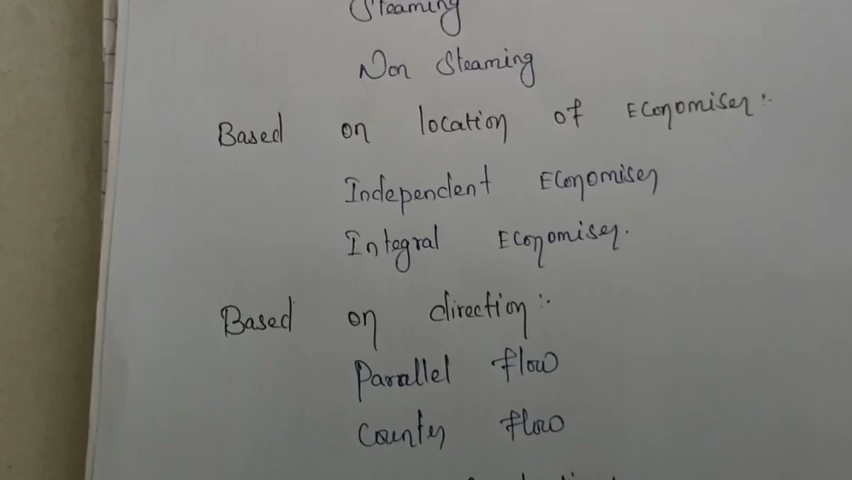 Steaming
Non Steaming
Based on location of Economiser:-
Independent Economiser
Integral Economiser.
Based on direction:-
Parallel flow
Counter flow